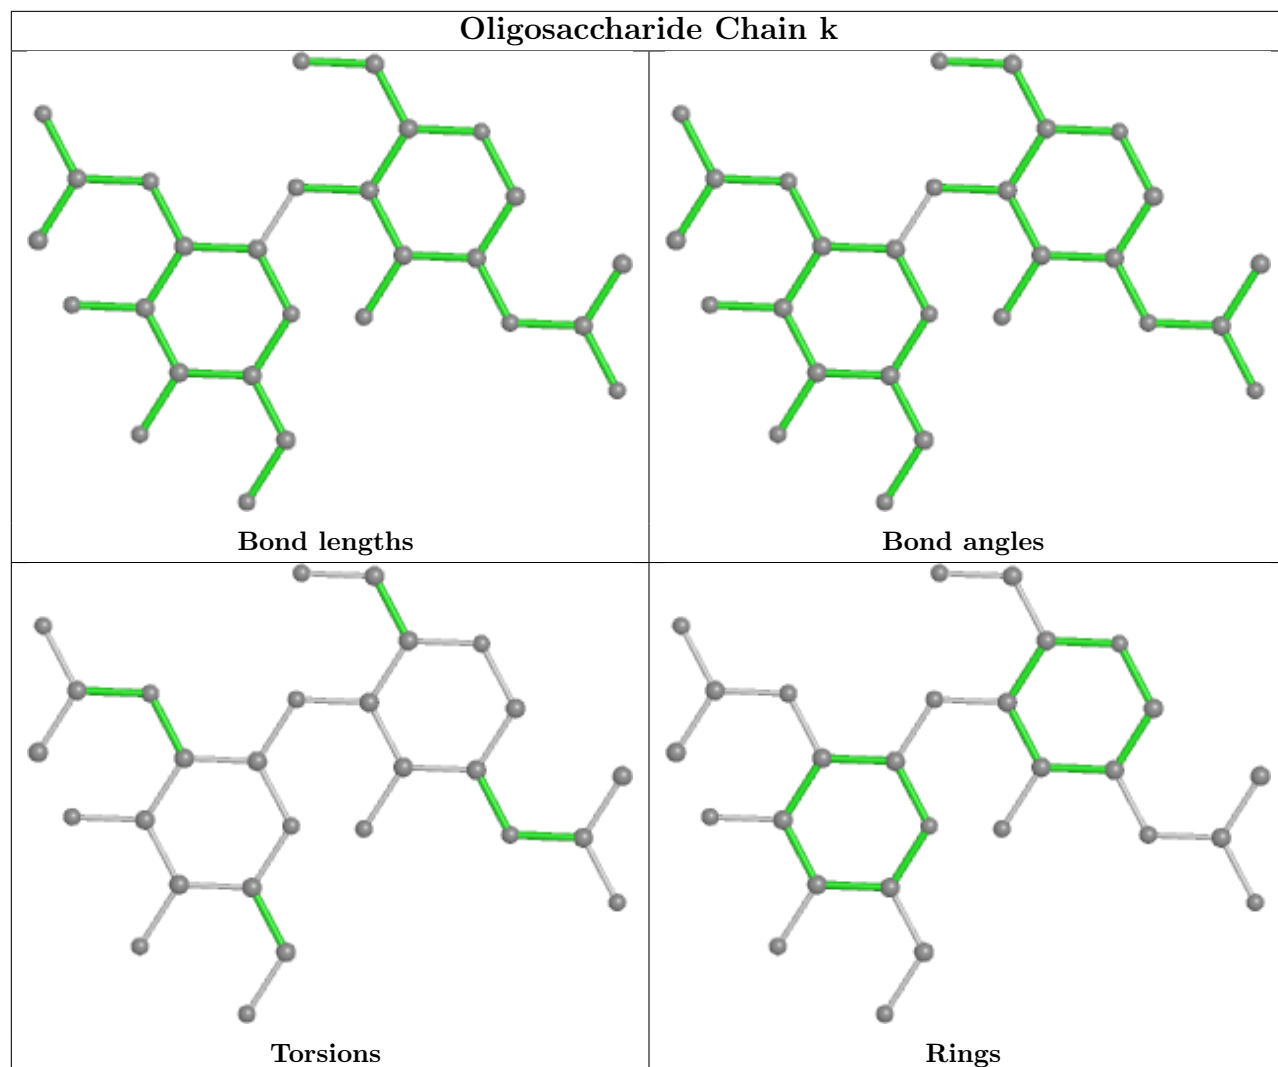 Oligosaccharide Chain k
Bond lengths
Bond angles
Torsions
Rings